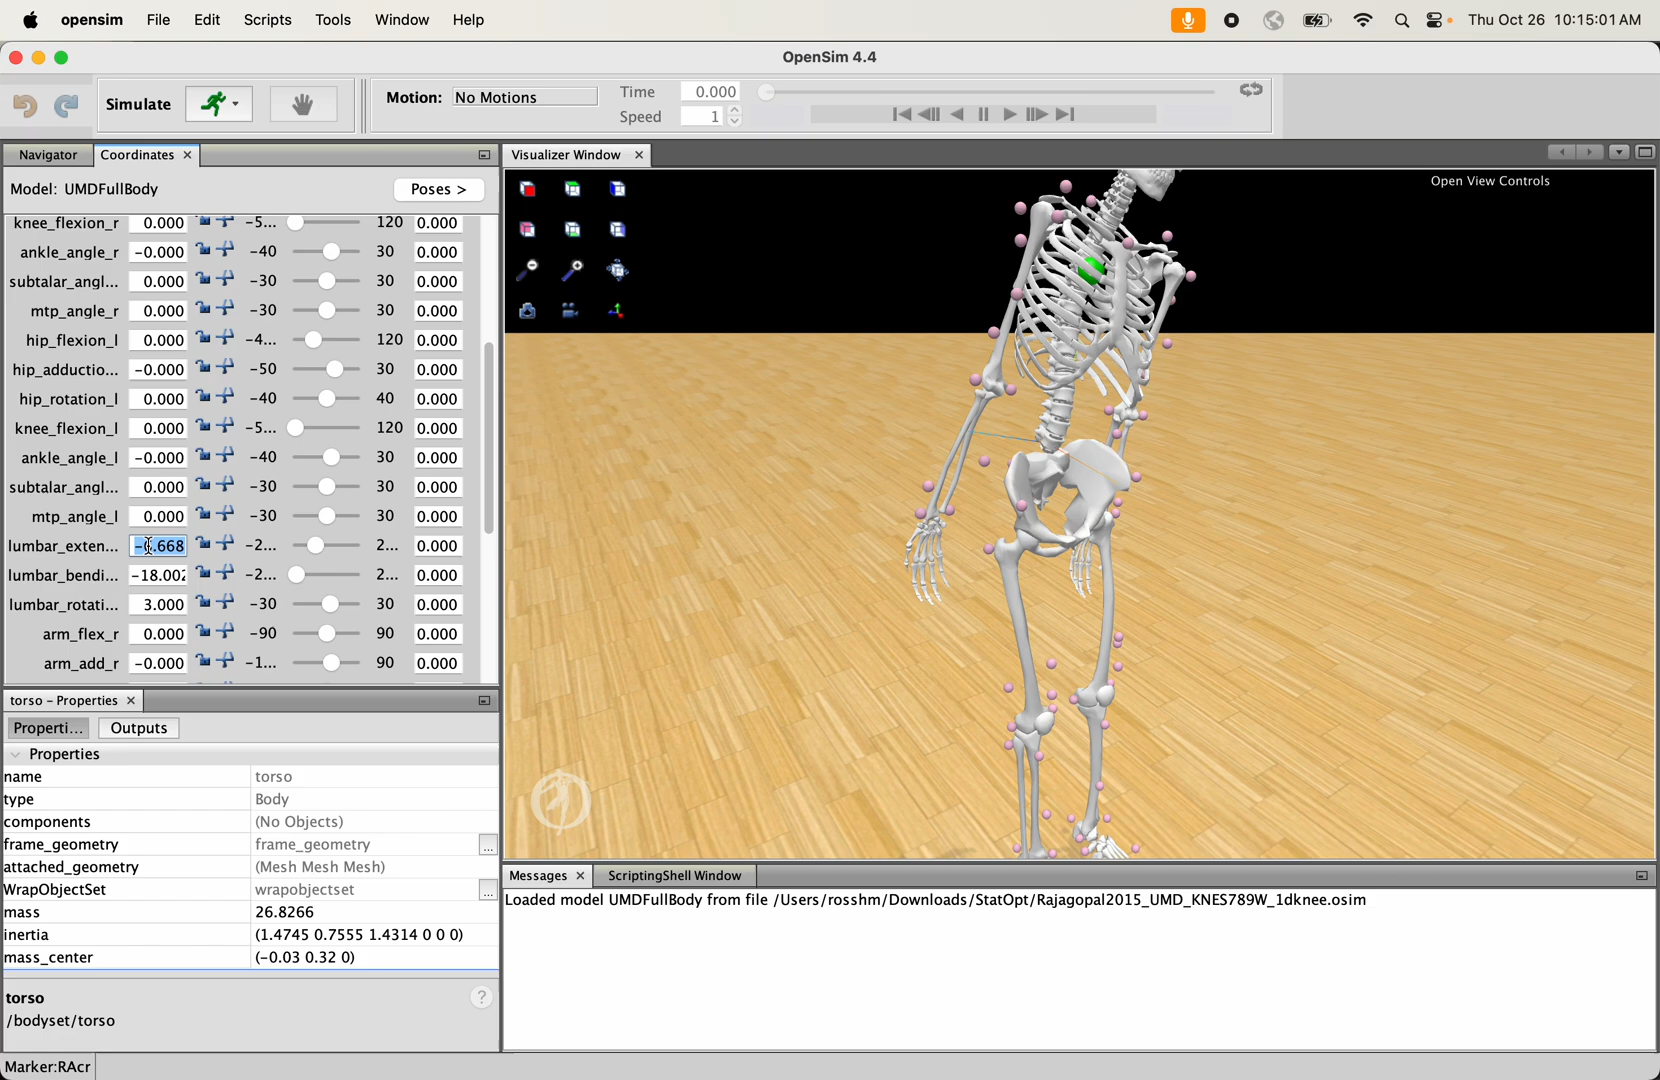 opensim File Edit Scripts Tools Window Help Thu Oct 26 10:15:01 AM
OpenSim 4.4
Simulate Motion: No Motions Time 0.000
Speed 1
Navigator Coordinates Visualizer Window
Model: UMDFullBody Poses > Open View Controls
knee_flexion_r 0.000 -5... 120 0.000
ankle_angle_r -0.000 -40 30 0.000
subtalar_angl... 0.000 -30 30 0.000
mtp_angle_r 0.000 -30 30 0.000
hip_flexion_l 0.000 -4... 120 0.000
hip_adductio... -0.000 -50 30 0.000
hip_rotation_l 0.000 -40 40 0.000
knee_flexion_l 0.000 -5... 120 0.000
ankle_angle_l -0.000 -40 30 0.000
subtalar_angl... 0.000 -30 30 0.000
mtp_angle_l 0.000 -30 30 0.000
lumbar_exten... .668 -2... 2... 0.000
lumbar_bendi... -18.002 -2... 2... 0.000
lumbar_rotati... 3.000 -30 30 0.000
arm_flex_r 0.000 -90 90 0.000
arm_add_r -0.000 -1... 90 0.000
torso - Properties
Properti... Outputs
Properties
name torso
type Body
components (No Objects)
frame_geometry frame_geometry ...
attached_geometry (Mesh Mesh Mesh)
WrapObjectSet wrapobjectset ...
mass 26.8266
inertia (1.4745 0.7555 1.4314 0 0 0)
mass_center (-0.03 0.32 0)
torso ?
/bodyset/torso
Messages ScriptingShell Window
Loaded model UMDFullBody from file /Users/rosshm/Downloads/StatOpt/Rajagopal2015_UMD_KNES789W_1dknee.osim
Marker:RAcr